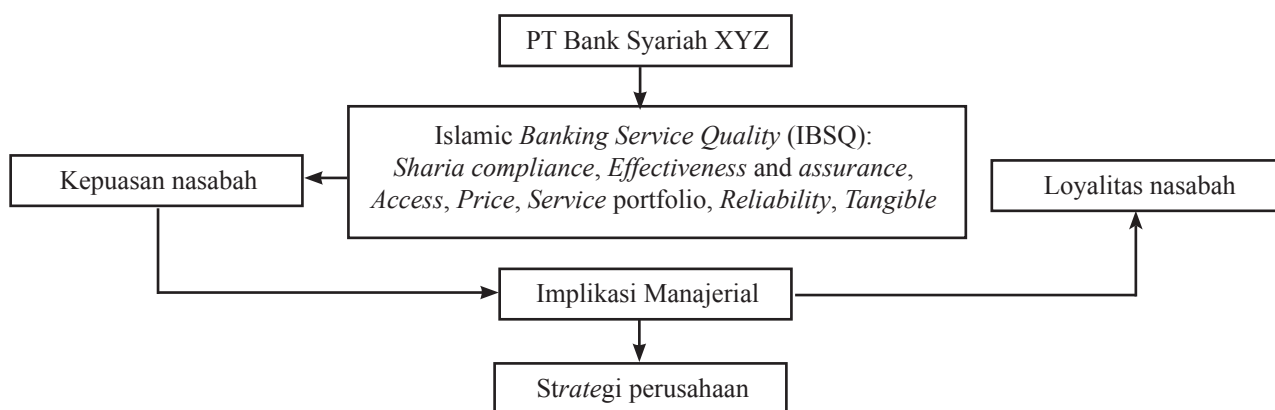 PT Bank Syariah XYZ
Islamic Banking Service Quality (IBSQ):
Sharia compliance, Effectiveness and assurance,
Access, Price, Service portfolio, Reliability, Tangible
Kepuasan nasabah
Loyalitas nasabah
Implikasi Manajerial
Strategi perusahaan